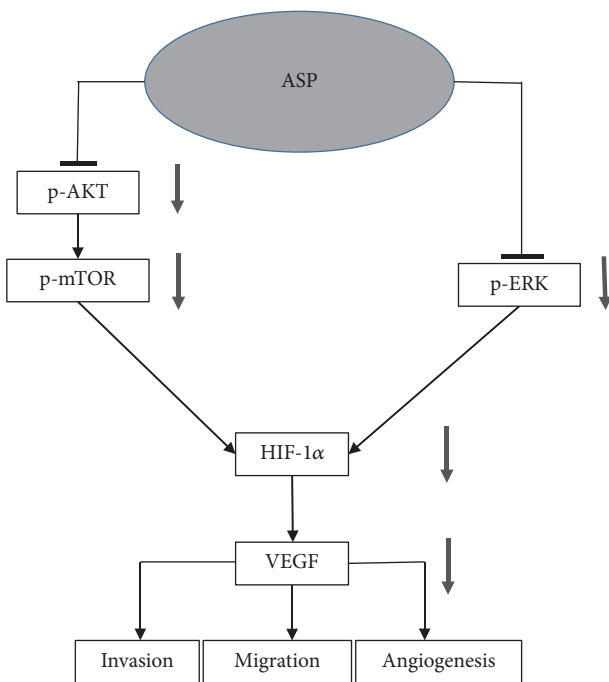 ASP
p-AKT
p-mTOR
p-ERK
HIF-1α
VEGF
Invasion
Migration
Angiogenesis